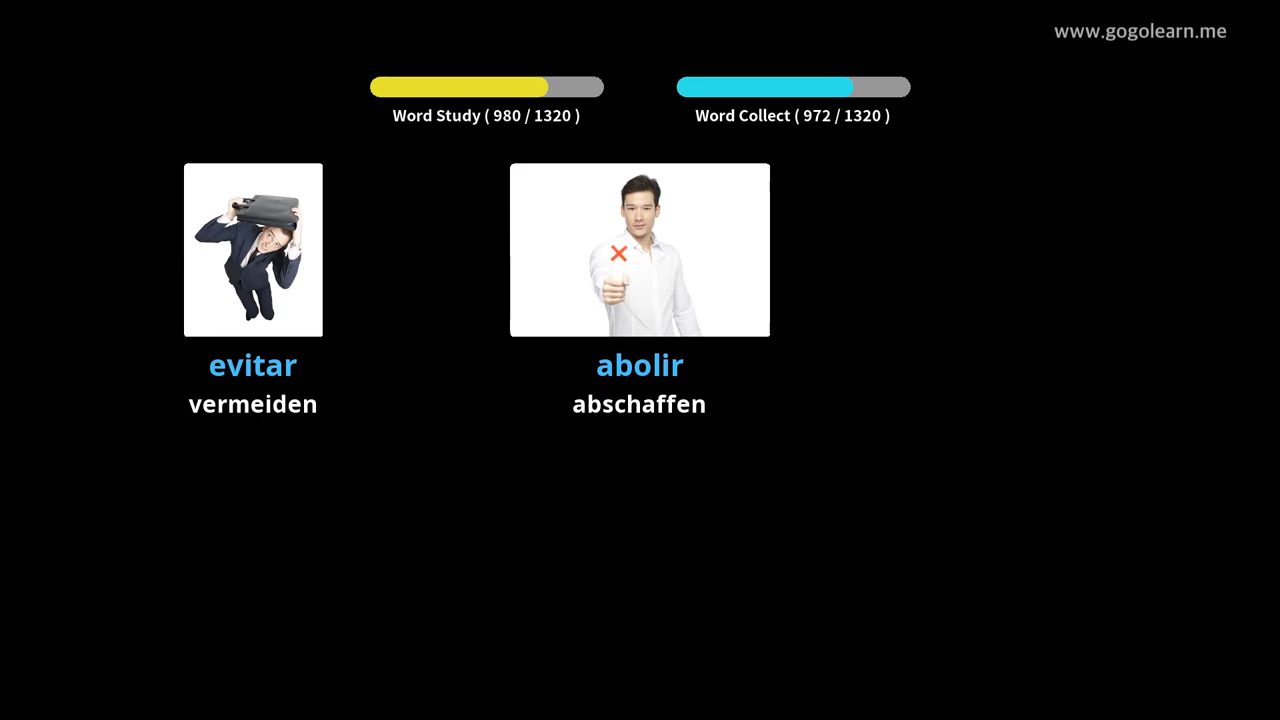 www.gogolearn.me
Word Study ( 980 / 1320 )
Word Collect ( 972 / 1320 )
evitar
vermeiden
abolir
abschaffen